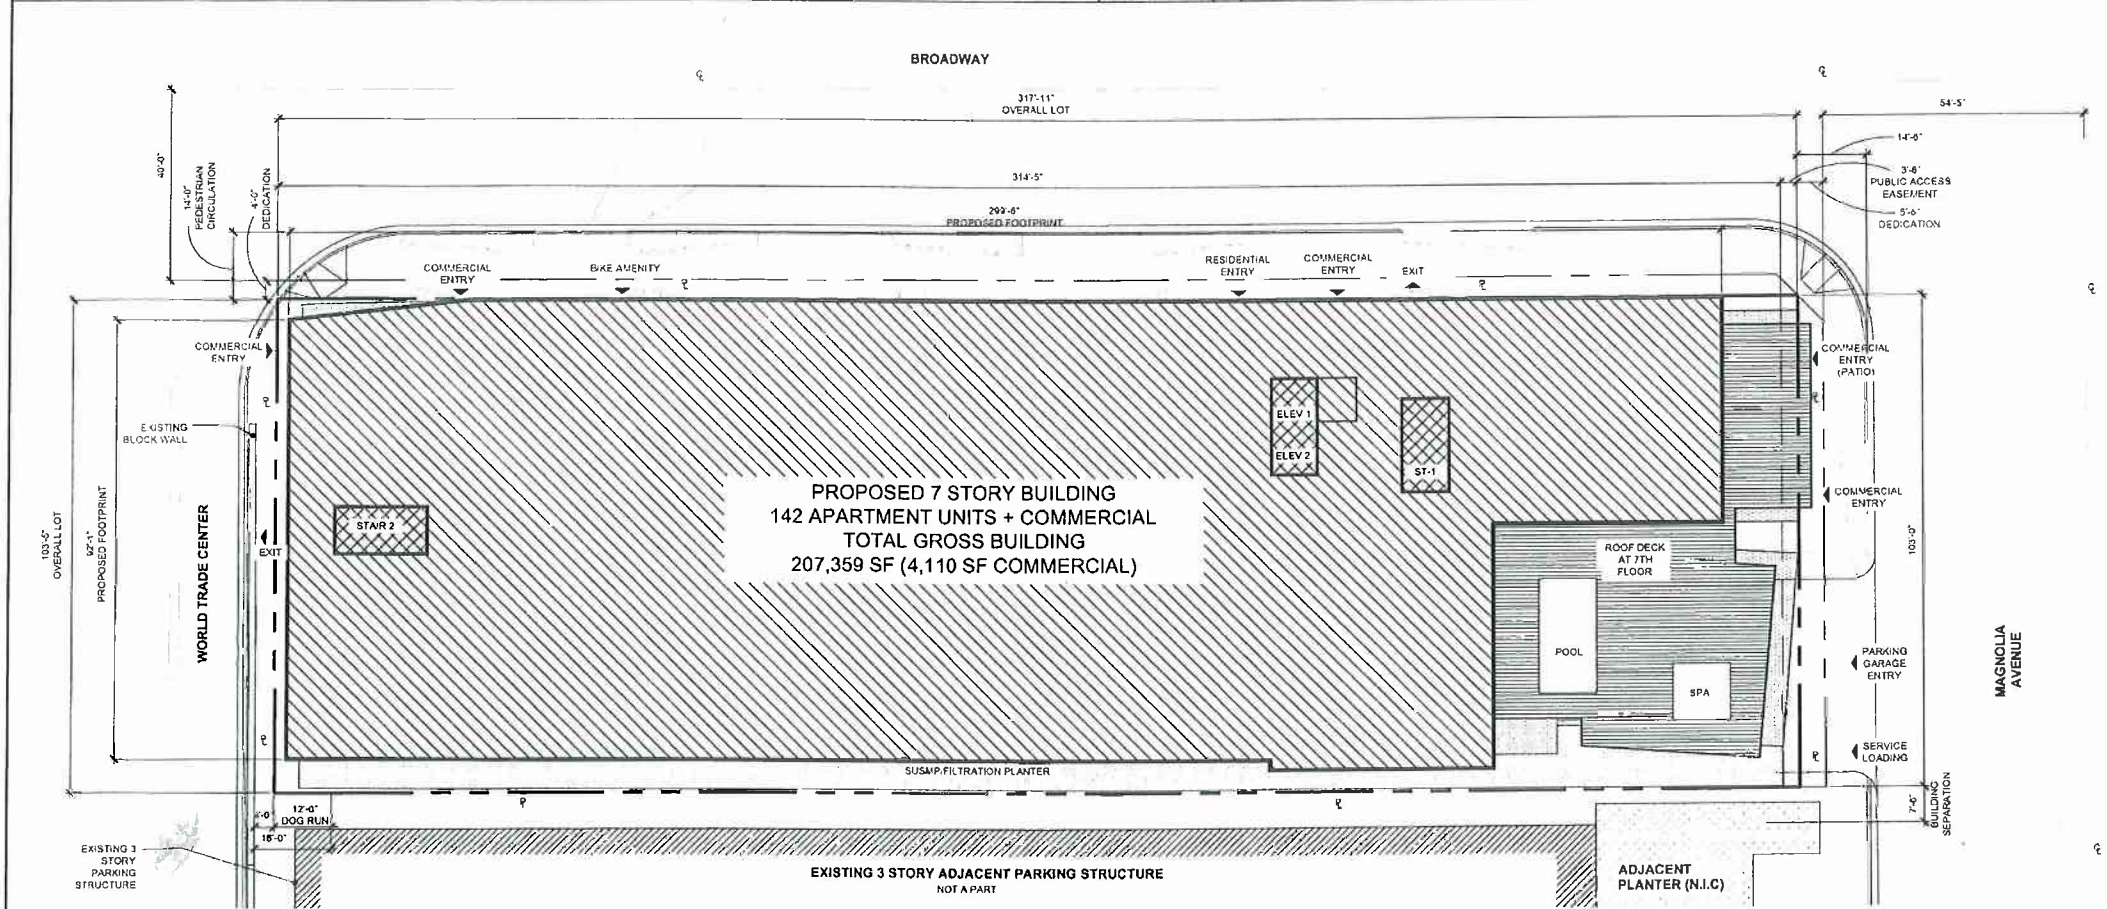 BROADWAY
317'-11"
OVERALL LOT
54'-5"
14'-0"
3'-6"
PUBLIC ACCESS
EASEMENT
5'-6"
DEDICATION
314'-5"
299'-6"
PROPOSED FOOTPRINT
40'-0"
14'-0"
PEDESTRIAN
CIRCULATION
4'-0"
DEDICATION
COMMERCIAL
ENTRY
BIKE AMENITY
RESIDENTIAL
ENTRY
COMMERCIAL
ENTRY
EXIT
COMMERCIAL
ENTRY
COMMERCIAL
ENTRY
(PATIO)
EXISTING
BLOCK WALL
ELEV 1
ELEV 2
ST-1
COMMERCIAL
ENTRY
PROPOSED 7 STORY BUILDING
142 APARTMENT UNITS + COMMERCIAL
TOTAL GROSS BUILDING
207,359 SF (4,110 SF COMMERCIAL)
STAIR 2
EXIT
103'-5"
OVERALL LOT
92'-1"
PROPOSED FOOTPRINT
WORLD TRADE CENTER
ROOF DECK
AT 7TH
FLOOR
103'-0"
POOL
SPA
PARKING
GARAGE
ENTRY
MAGNOLIA
AVENUE
SERVICE
LOADING
SUSMP/FILTRATION PLANTER
12'-0"
DOG RUN
16'-0"
7'-6"
BUILDING
SEPARATION
EXISTING 3
STORY
PARKING
STRUCTURE
EXISTING 3 STORY ADJACENT PARKING STRUCTURE
NOT A PART
ADJACENT
PLANTER (N.I.C)